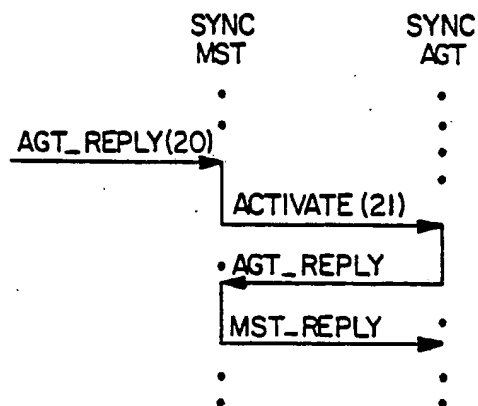 SYNC MST
SYNC AGT
AGT_REPLY(20)
ACTIVATE(21)
AGT_REPLY
MST_REPLY